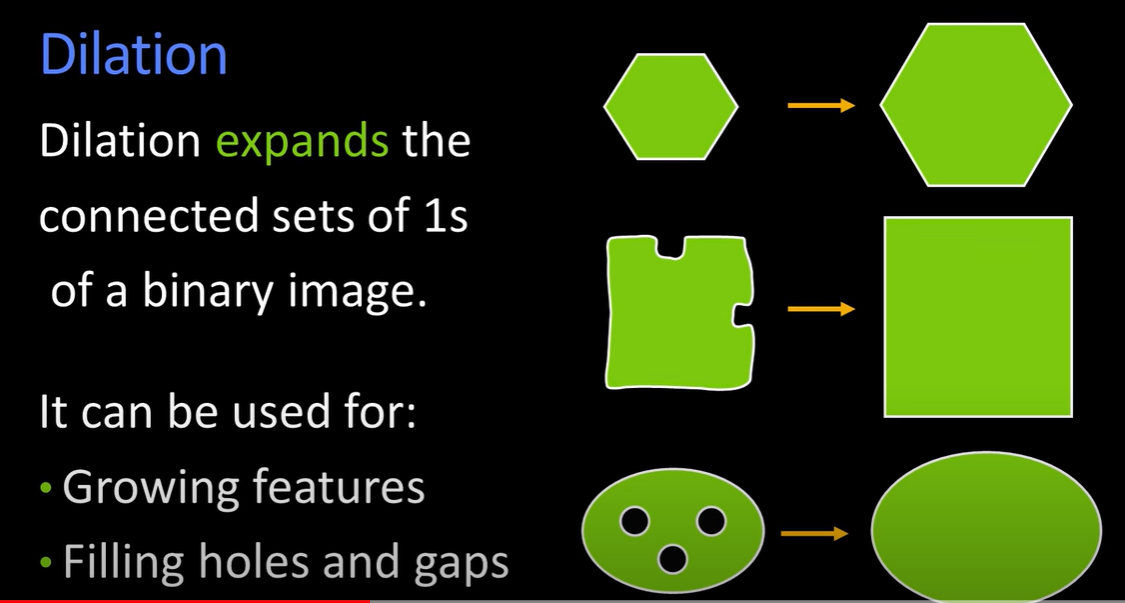 Dilation
Dilation expands the
connected sets of 1s
of a binary image.
It can be used for:
• Growing features
• Filling holes and gaps